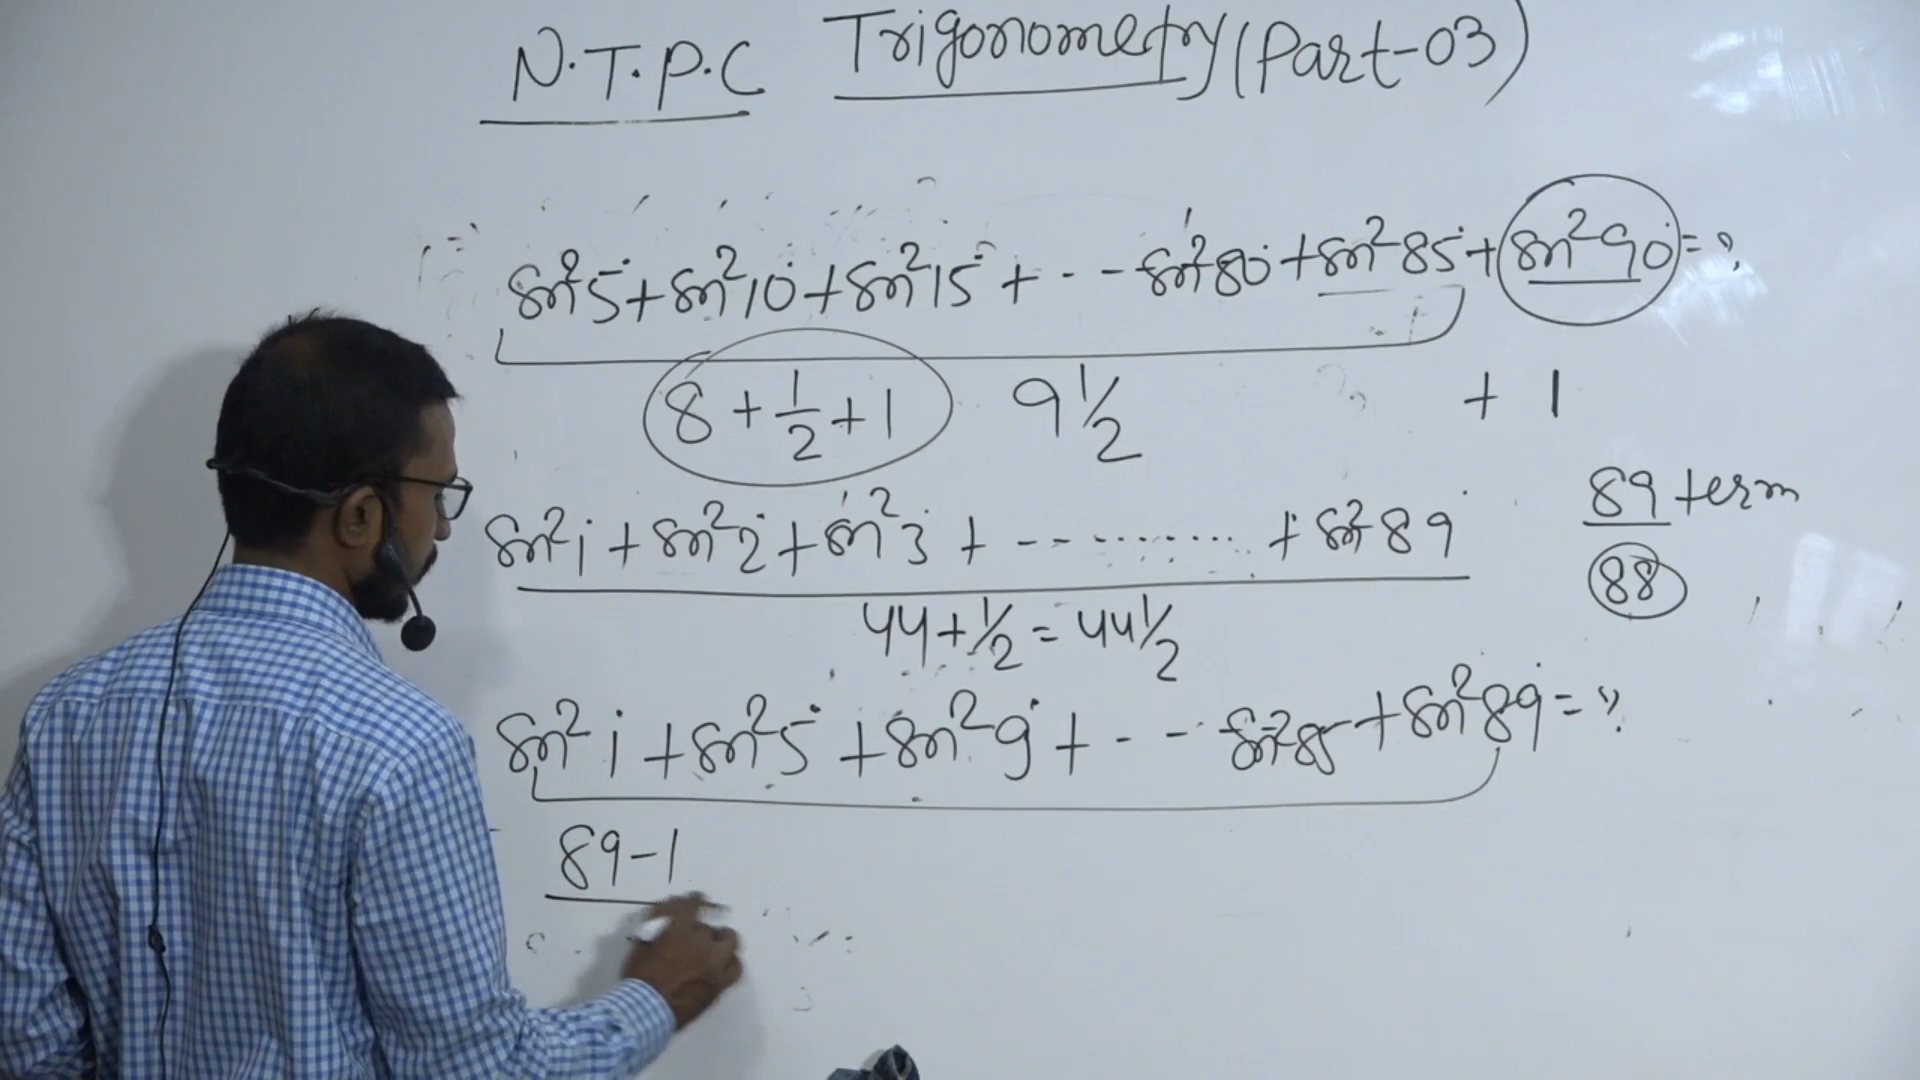 N.T.P.C Trigonometry (Part-03)
sin²5° + sin²10° + sin²15° + - - - sin²80° + sin²85° + sin²90° = ?
8 + 1/2 + 1 9 1/2 + 1
sin²1° + sin²2° + sin²3° + - - - ........ + sin²89°
89 term
88
44 + 1/2 = 44 1/2
sin²1° + sin²5° + sin²9° + - - - sin²85 + sin²89° = ?
89-1